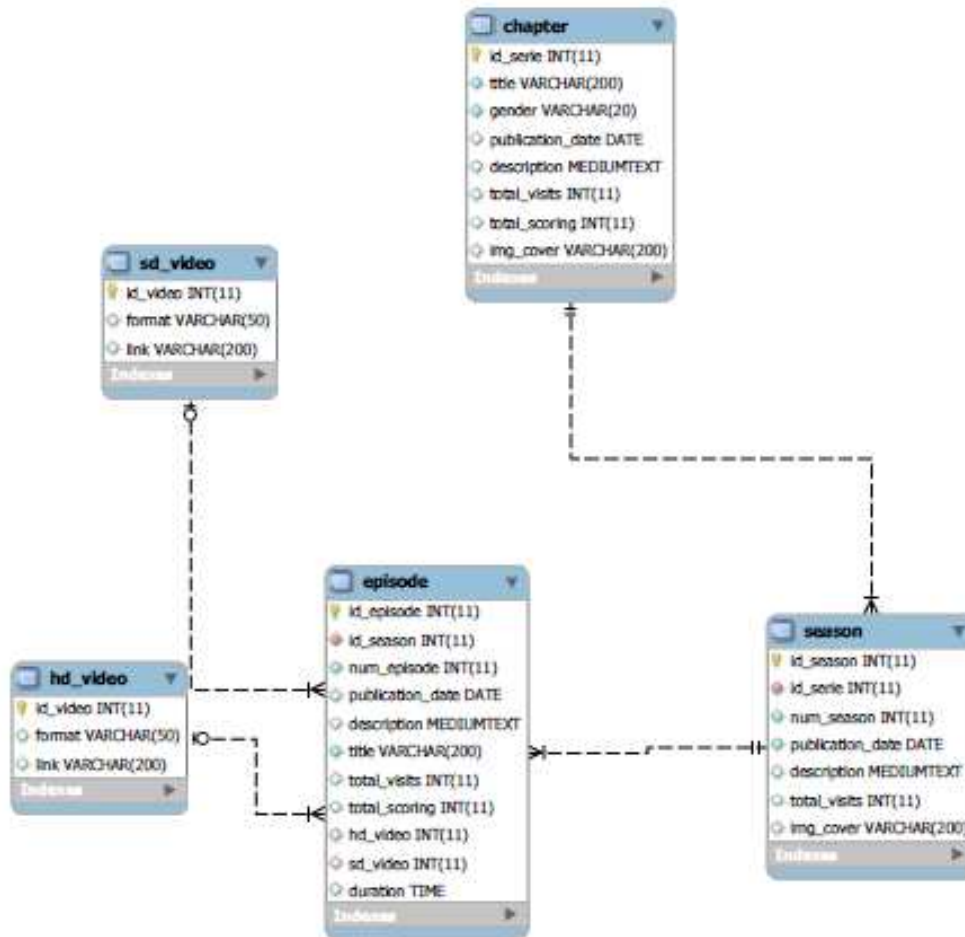 chapter
id_serie INT(11)
title VARCHAR(200)
gender VARCHAR(20)
publication_date DATE
description MEDIUMTEXT
total_visits INT(11)
total_scoring INT(11)
img_cover VARCHAR(200)
Indexes
sd_video
id_video INT(11)
format VARCHAR(50)
link VARCHAR(200)
Indexes
hd_video
id_video INT(11)
format VARCHAR(50)
link VARCHAR(200)
Indexes
episode
id_episode INT(11)
id_season INT(11)
num_episode INT(11)
publication_date DATE
description MEDIUMTEXT
title VARCHAR(200)
total_visits INT(11)
total_scoring INT(11)
hd_video INT(11)
sd_video INT(11)
duration TIME
Indexes
season
id_season INT(11)
id_serie INT(11)
num_season INT(11)
publication_date DATE
description MEDIUMTEXT
total_visits INT(11)
img_cover VARCHAR(200)
Indexes